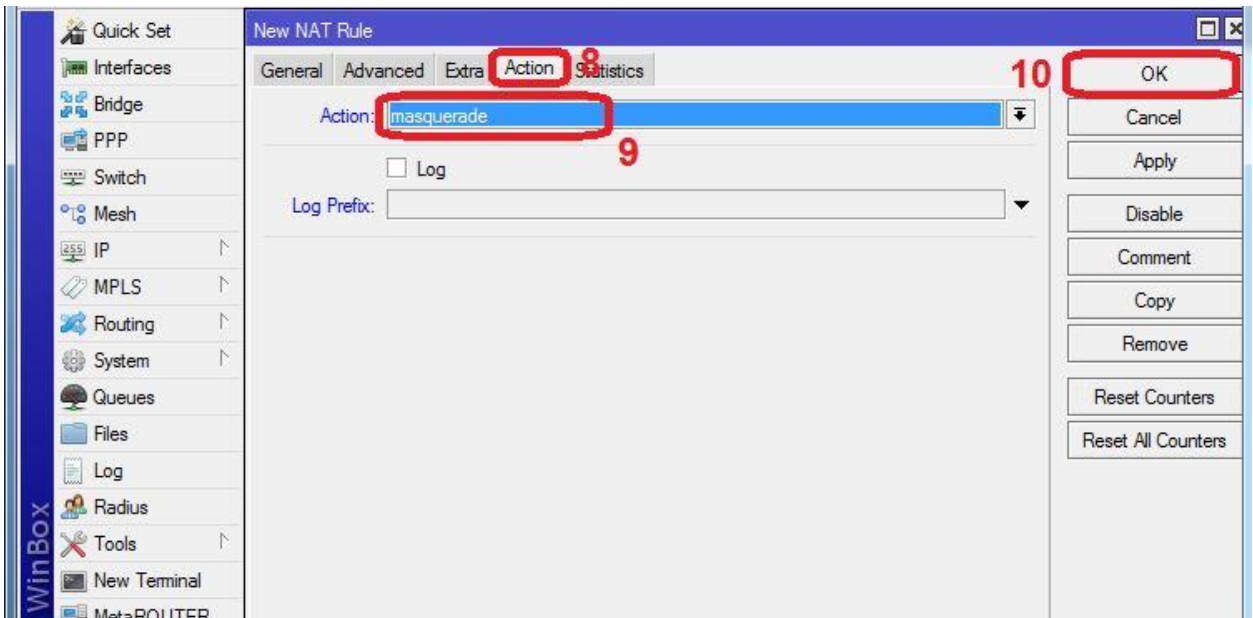 Quick Set
Interfaces
Bridge
PPP
Switch
Mesh
255 IP
MPLS
Routing
System
Queues
Files
Log
Radius
Tools
New Terminal
MetaROUTER
WinBox
New NAT Rule
General Advanced Extra Action 8 Statistics
Action: masquerade
9
Log
Log Prefix:
10 OK
Cancel
Apply
Disable
Comment
Copy
Remove
Reset Counters
Reset All Counters